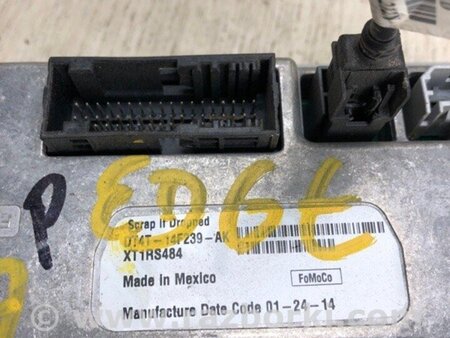 P EDGE
Scrap If Dropped
DT4T-14F239-AK
XT1RS484
Made in Mexico
FoMoCo
Manufacture Date Code 01-24-14